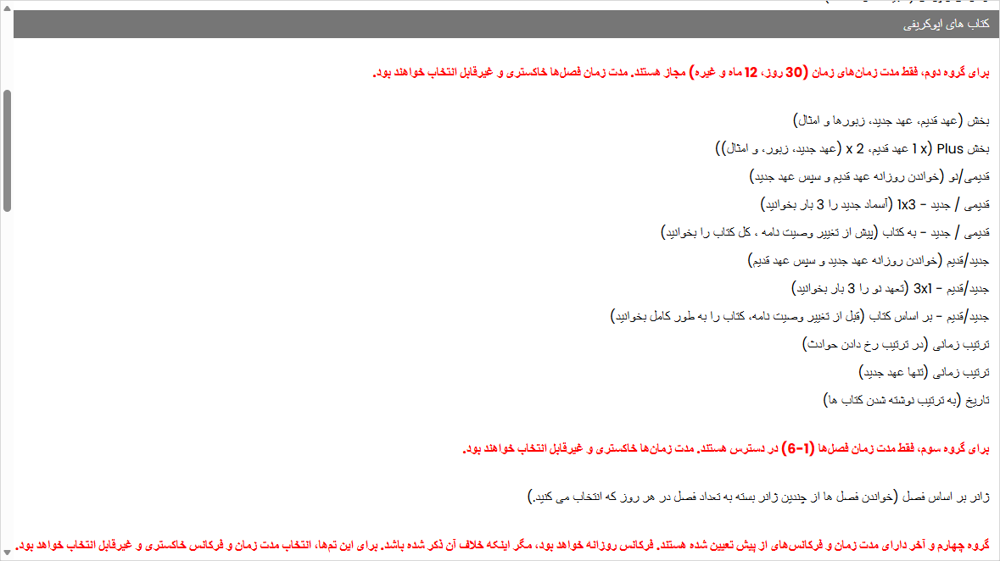 کتاب های اپوکریفی
برای گروه دوم، فقط مدت زمان‌های زمان (30 روز، 12 ماه و غیره) مجاز هستند. مدت زمان فصل‌ها خاکستری و غیرقابل انتخاب خواهند بود.
بخش (عهد قدیم، عهد جدید، زبورها و امثال)
بخش Plus (1 x عهد قدیم، 2 x (عهد جدید، زبور، و امثال))
قدیمی/نو (خواندن روزانه عهد قدیم و سپس عهد جدید)
قدیمی / جدید - 1x3 (آسماد جدید را 3 بار بخوانید)
قدیمی / جدید - به کتاب (پیش از تغییر وصیت نامه ، کل کتاب را بخوانید)
جدید/قدیم (خواندن روزانه عهد جدید و سپس عهد قدیم)
جدید/قدیم - 3x1 (تعهد نو را 3 بار بخوانید)
جدید/قدیم - بر اساس کتاب (قبل از تغییر وصیت نامه، کتاب را به طور کامل بخوانید)
ترتیب زمانی (در ترتیب رخ دادن حوادث)
ترتیب زمانی (تنها عهد جدید)
تاریخ (به ترتیب نوشته شدن کتاب ها)
برای گروه سوم، فقط مدت زمان فصل‌ها (1-6) در دسترس هستند. مدت زمان‌ها خاکستری و غیرقابل انتخاب خواهند بود.
ژانر بر اساس فصل (خواندن فصل ها از چندین ژانر بسته به تعداد فصل در هر روز که انتخاب می کنید.)
گروه چهارم و آخر دارای مدت زمان و فرکانس‌های از پیش تعیین شده هستند. فرکانس روزانه خواهد بود، مگر اینکه خلاف آن ذکر شده باشد. برای این تم‌ها، انتخاب مدت زمان و فرکانس خاکستری و غیرقابل انتخاب خواهد بود.